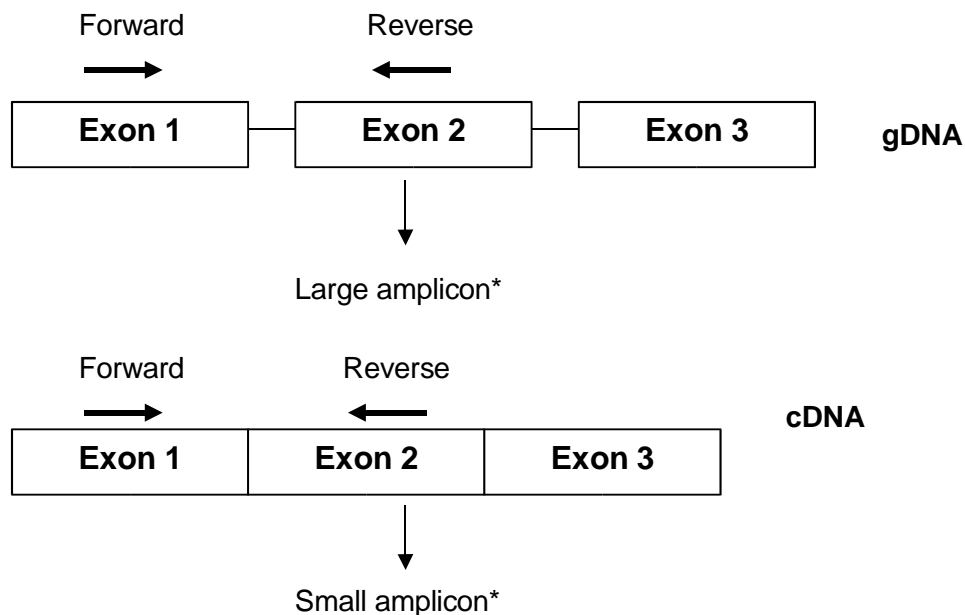 Forward Reverse
Exon 1 Exon 2 Exon 3 gDNA
Large amplicon*
Forward Reverse
cDNA
Exon 1 Exon 2 Exon 3
Small amplicon*